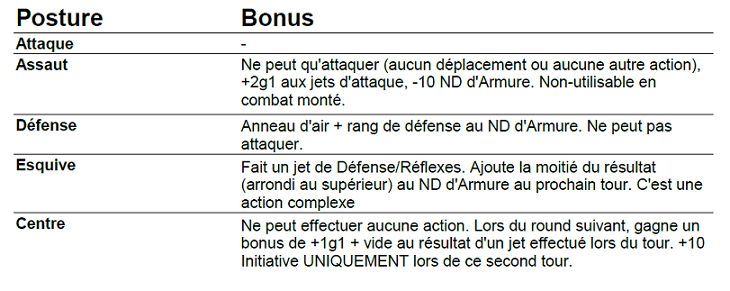 Posture Bonus
Attaque -
Assaut Ne peut qu'attaquer (aucun déplacement ou aucune autre action),
+2g1 aux jets d'attaque, -10 ND d'Armure. Non-utilisable en
combat monté.
Défense Anneau d'air + rang de défense au ND d'Armure. Ne peut pas
attaquer.
Esquive Fait un jet de Défense/Réflexes. Ajoute la moitié du résultat
(arrondi au supérieur) au ND d'Armure au prochain tour. C'est une
action complexe
Centre Ne peut effectuer aucune action. Lors du round suivant, gagne un
bonus de +1g1 + vide au résultat d'un jet effectué lors du tour. +10
Initiative UNIQUEMENT lors de ce second tour.